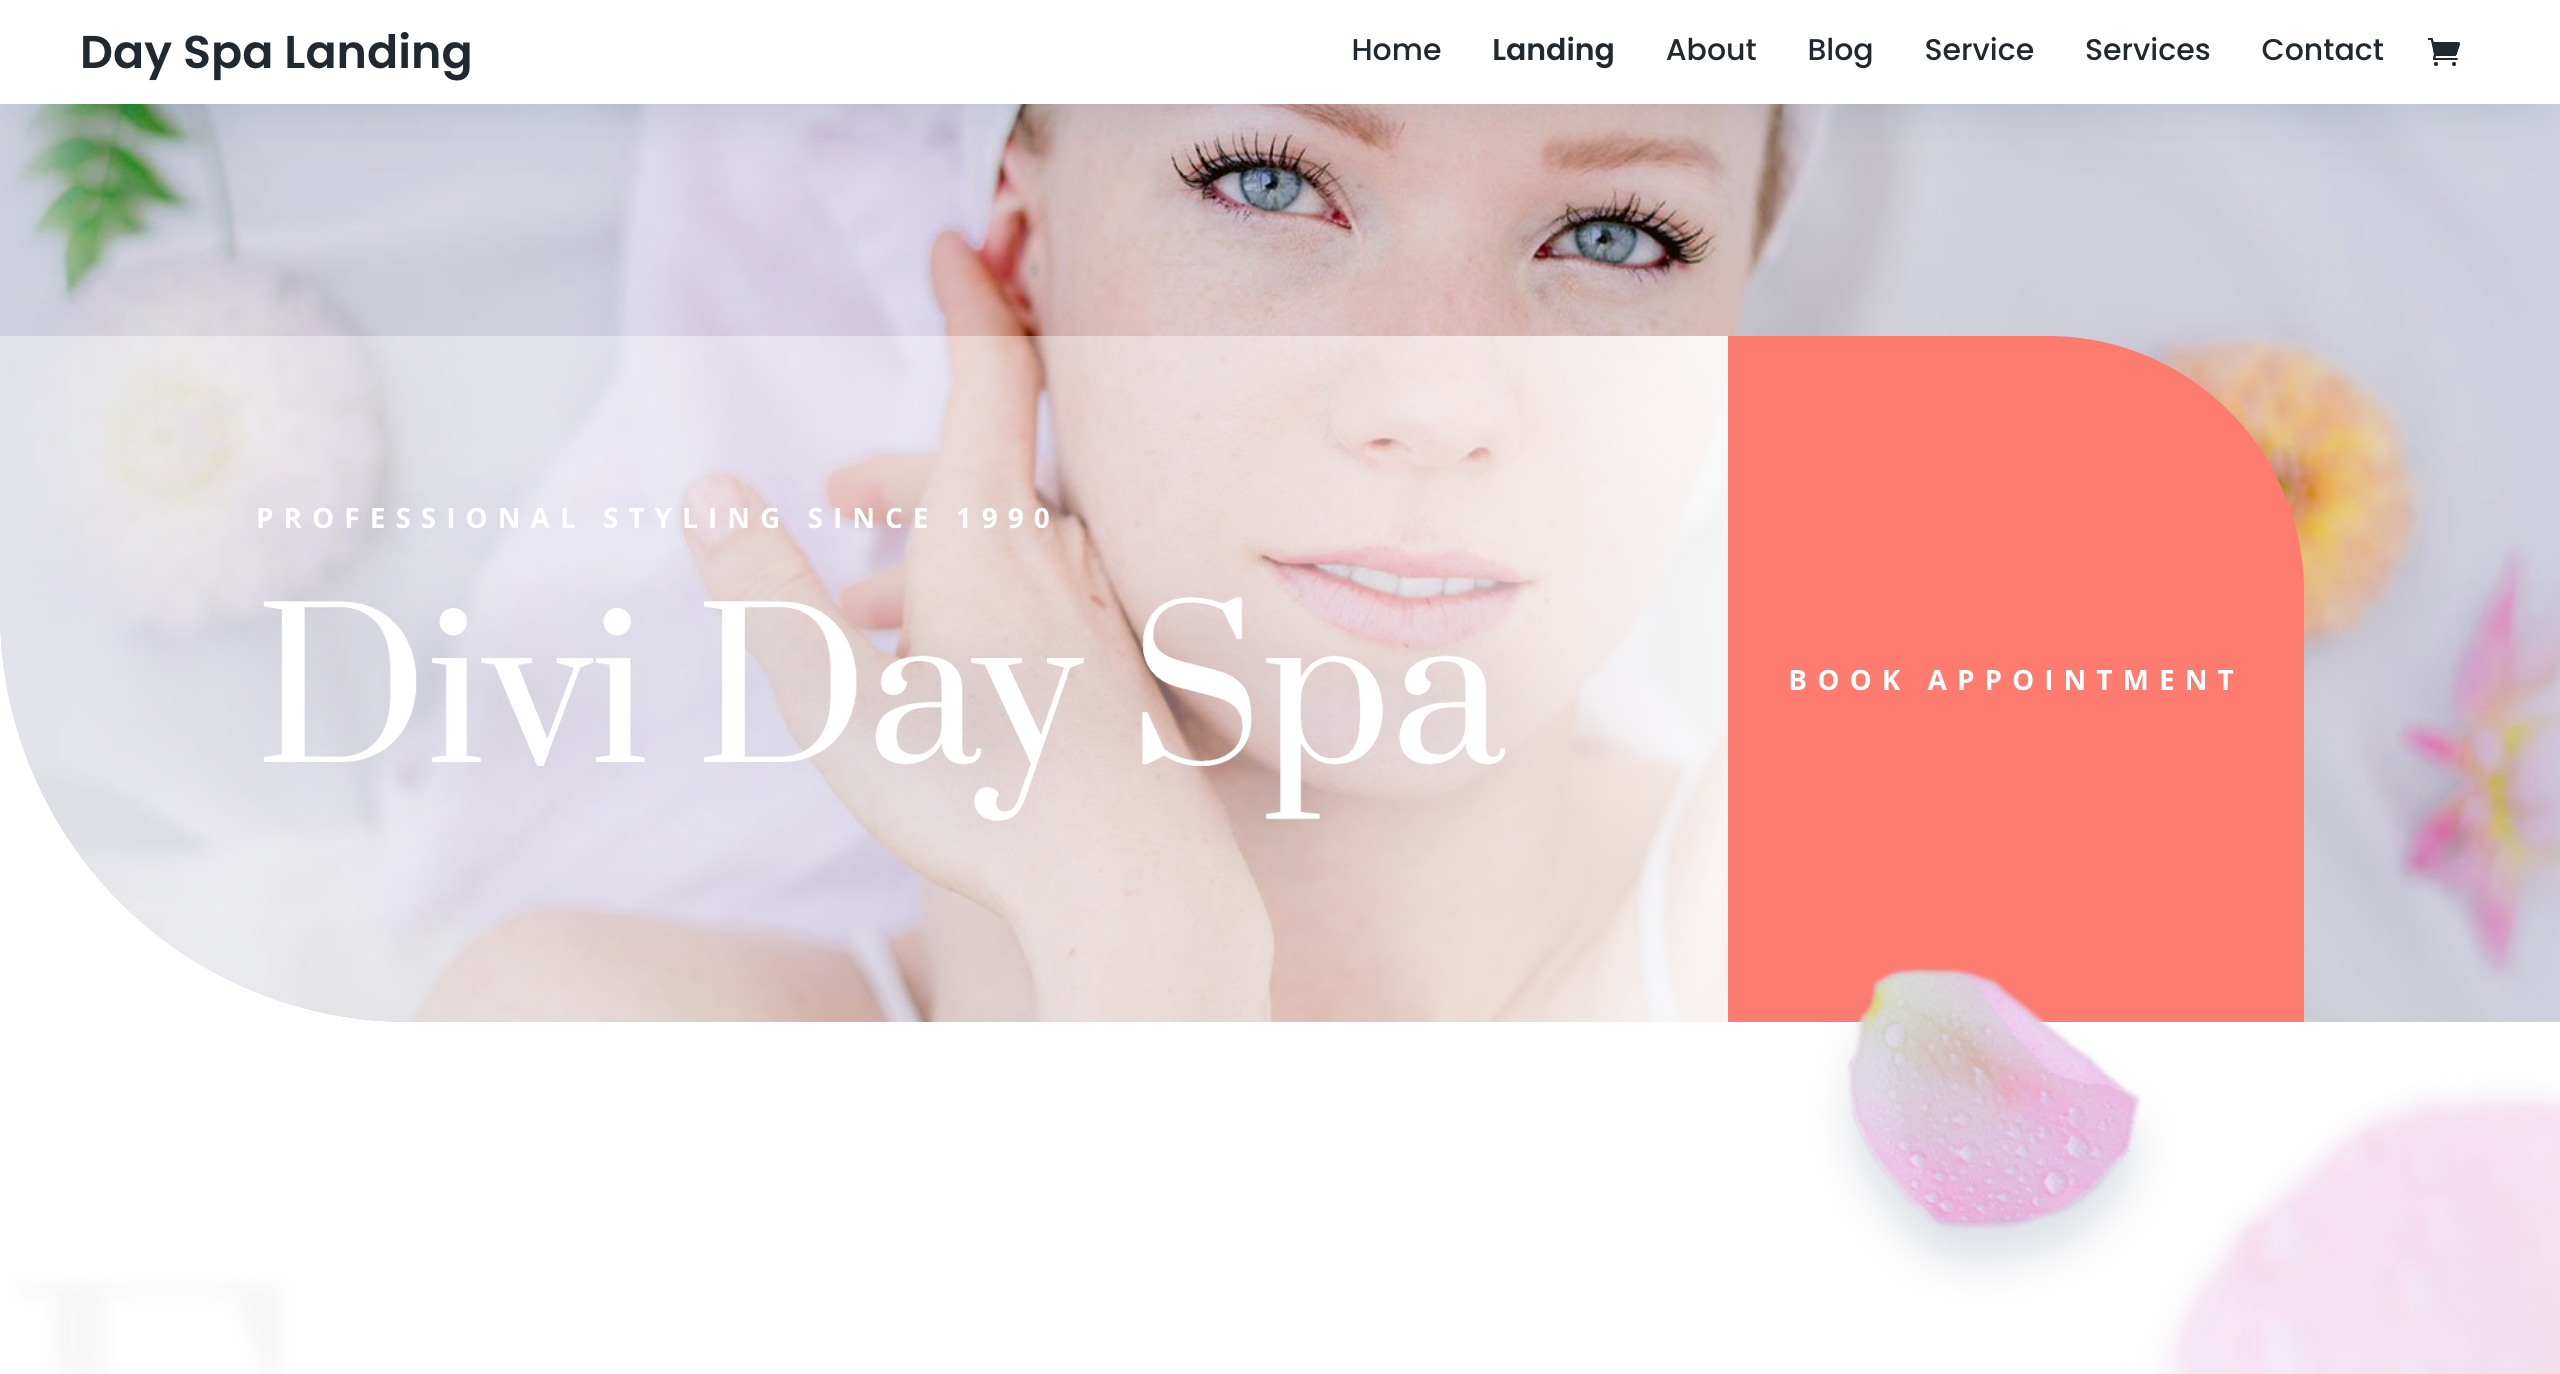 Day Spa Landing
Home Landing About Blog Service Services Contact
PROFESSIONAL STYLING SINCE 1990
Divi Day Spa
BOOK APPOINTMENT